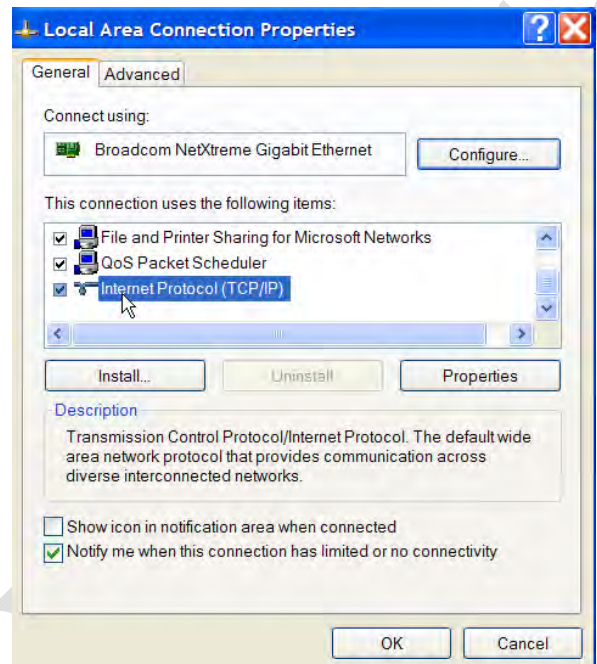 Local Area Connection Properties
General Advanced
Connect using:
Broadcom NetXtreme Gigabit Ethernet Configure...
This connection uses the following items:
File and Printer Sharing for Microsoft Networks
QoS Packet Scheduler
Internet Protocol (TCP/IP)
Install... Uninstall Properties
Description
Transmission Control Protocol/Internet Protocol. The default wide
area network protocol that provides communication across
diverse interconnected networks.
Show icon in notification area when connected
Notify me when this connection has limited or no connectivity
OK Cancel